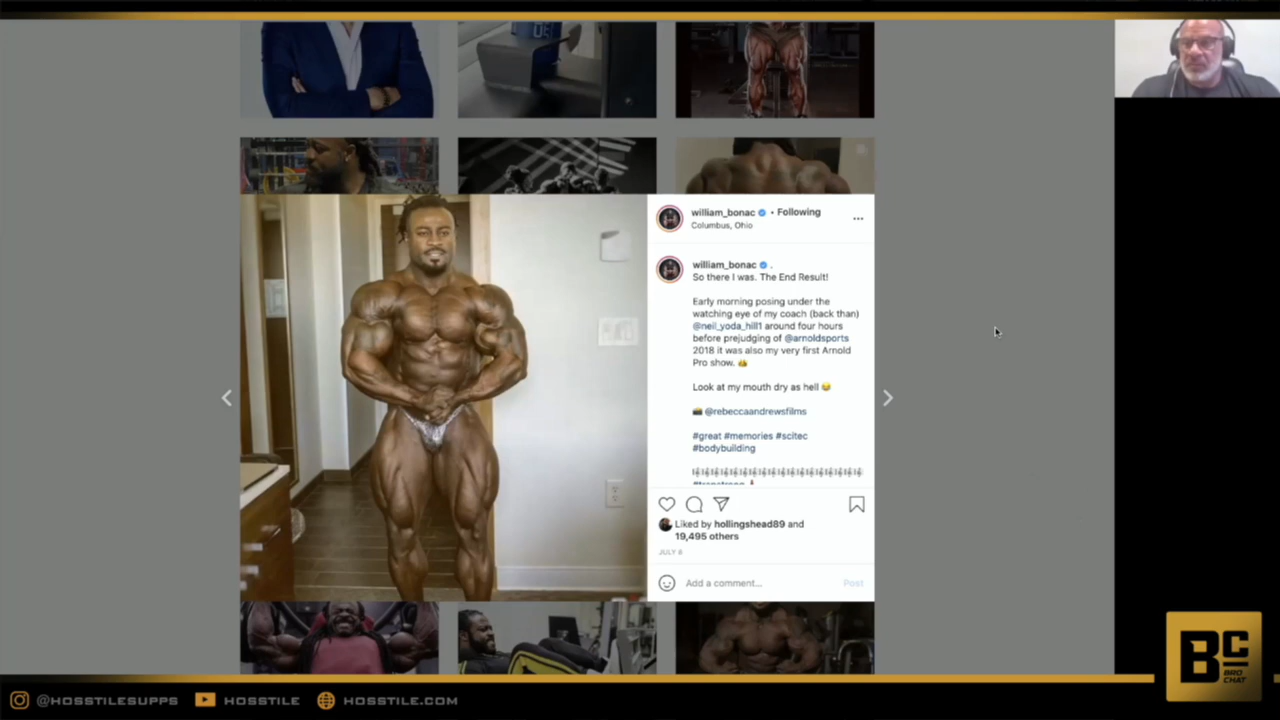 william_bonac • Following
Columbus, Ohio
william_bonac .
So there I was. The End Result!
Early morning posing under the
watching eye of my coach (back than)
@neil_yoda_hill1 around four hours
before prejudging of @arnoldsports
2018 it was also my very first Arnold
Pro show.
Look at my mouth dry as hell 😂
📸 @rebeccaandrewsfilms
#great #memories #scitec
#bodybuilding
Liked by hollingshead89 and
19,495 others
JULY 8
Add a comment...
Post
BC
BRO
CHAT
@HOSSTILESUPPS
HOSSTILE
HOSSTILE.COM